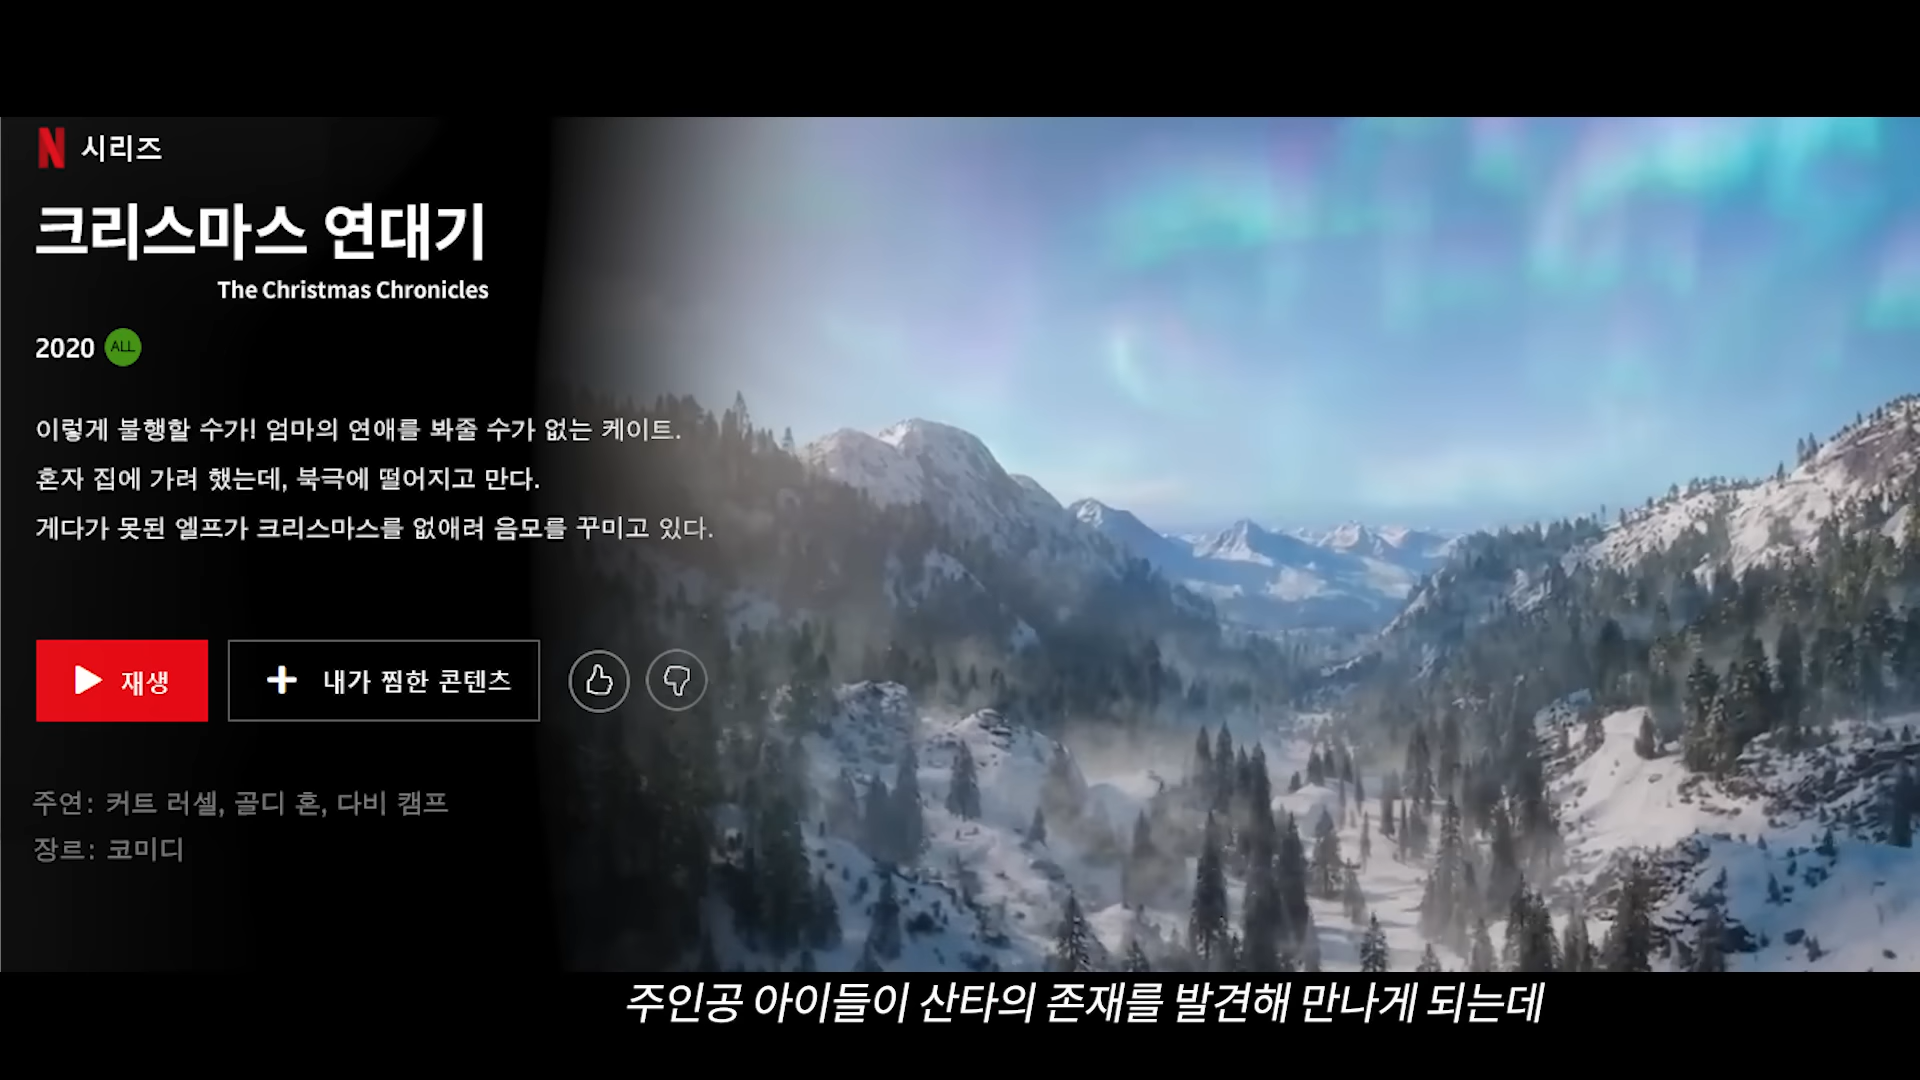 N 시리즈
크리스마스 연대기
The Christmas Chronicles
2020 ALL
이렇게 불행할 수가! 엄마의 연애를 봐줄 수가 없는 케이트.
혼자 집에 가려 했는데, 북극에 떨어지고 만다.
게다가 못된 엘프가 크리스마스를 없애려 음모를 꾸미고 있다.
재생
내가 찜한 콘텐츠
주연: 커트 러셀, 골디 혼, 다비 캠프
장르: 코미디
주인공 아이들이 산타의 존재를 발견해 만나게 되는데